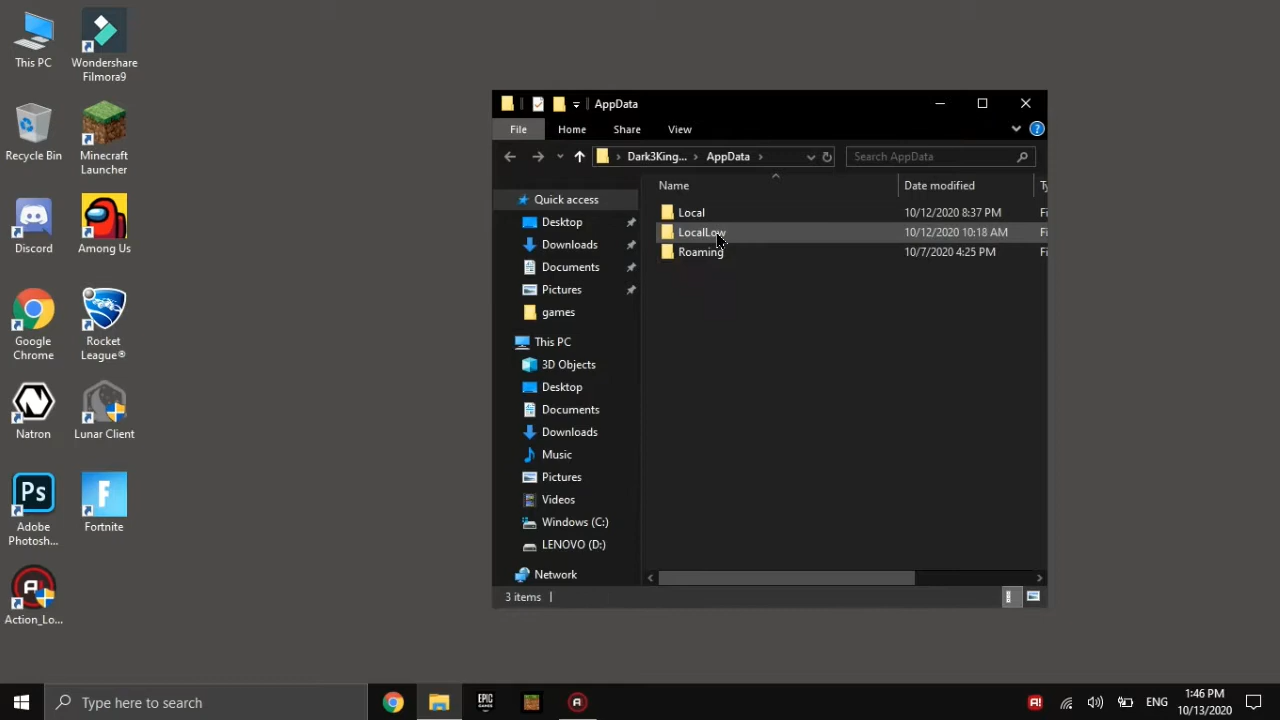 This PC
Wondershare
Filmora9
Recycle Bin
Minecraft
Launcher
Discord
Among Us
Google
Chrome
Rocket
League®
Natron
Lunar Client
Ps
Adobe
Photosh...
Fortnite
Action_Lo...
AppData
File
Home
Share
View
Dark3King...
AppData
Search AppData
Name
Date modified
Local
10/12/2020 8:37 PM
LocalLow
10/12/2020 10:18 AM
Roaming
10/7/2020 4:25 PM
Quick access
Desktop
Downloads
Documents
Pictures
games
This PC
3D Objects
Desktop
Documents
Downloads
Music
Pictures
Videos
Windows (C:)
LENOVO (D:)
Network
3 items
Type here to search
EPIC
GAMES
ENG
1:46 PM
10/13/2020